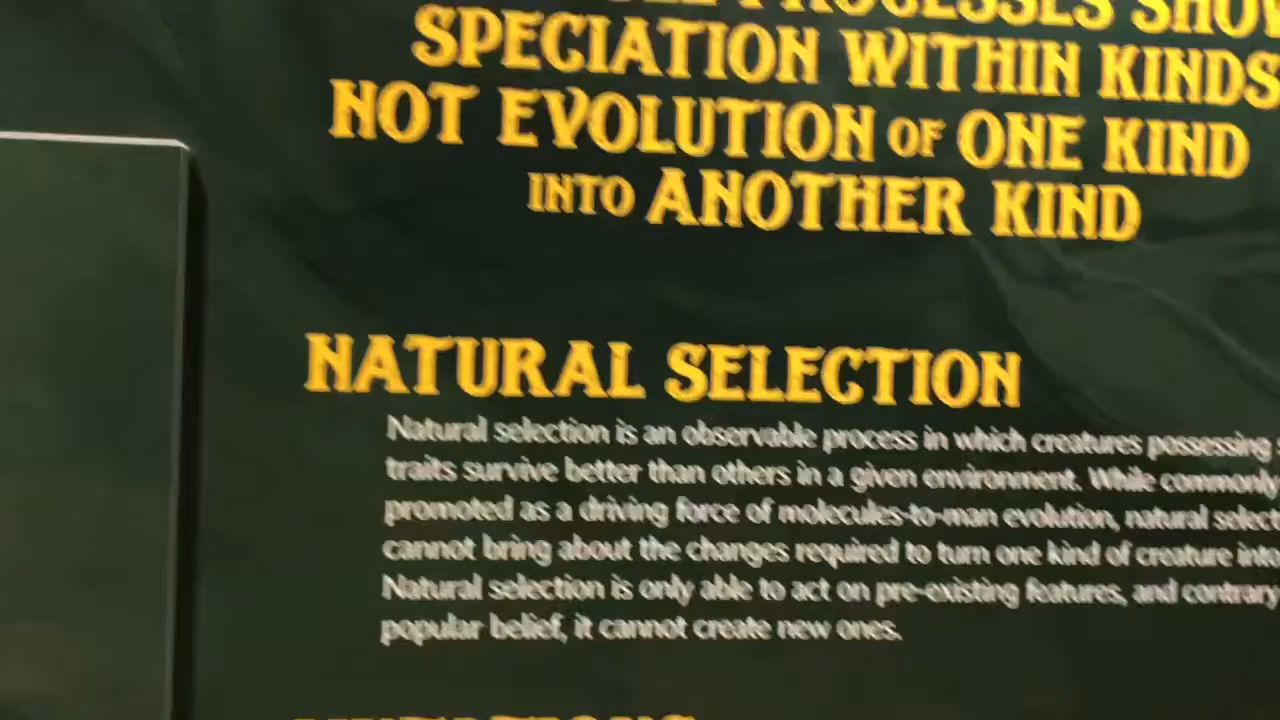 PROCESSES SHOW
SPECIATION WITHIN KINDS
NOT EVOLUTION OF ONE KIND
INTO ANOTHER KIND
NATURAL SELECTION
Natural selection is an observable process in which creatures possessing
traits survive better than others in a given environment. While commonly
promoted as a driving force of molecules-to-man evolution, natural select
cannot bring about the changes required to turn one kind of creature into
Natural selection is only able to act on pre-existing features, and contrary
popular belief, it cannot create new ones.